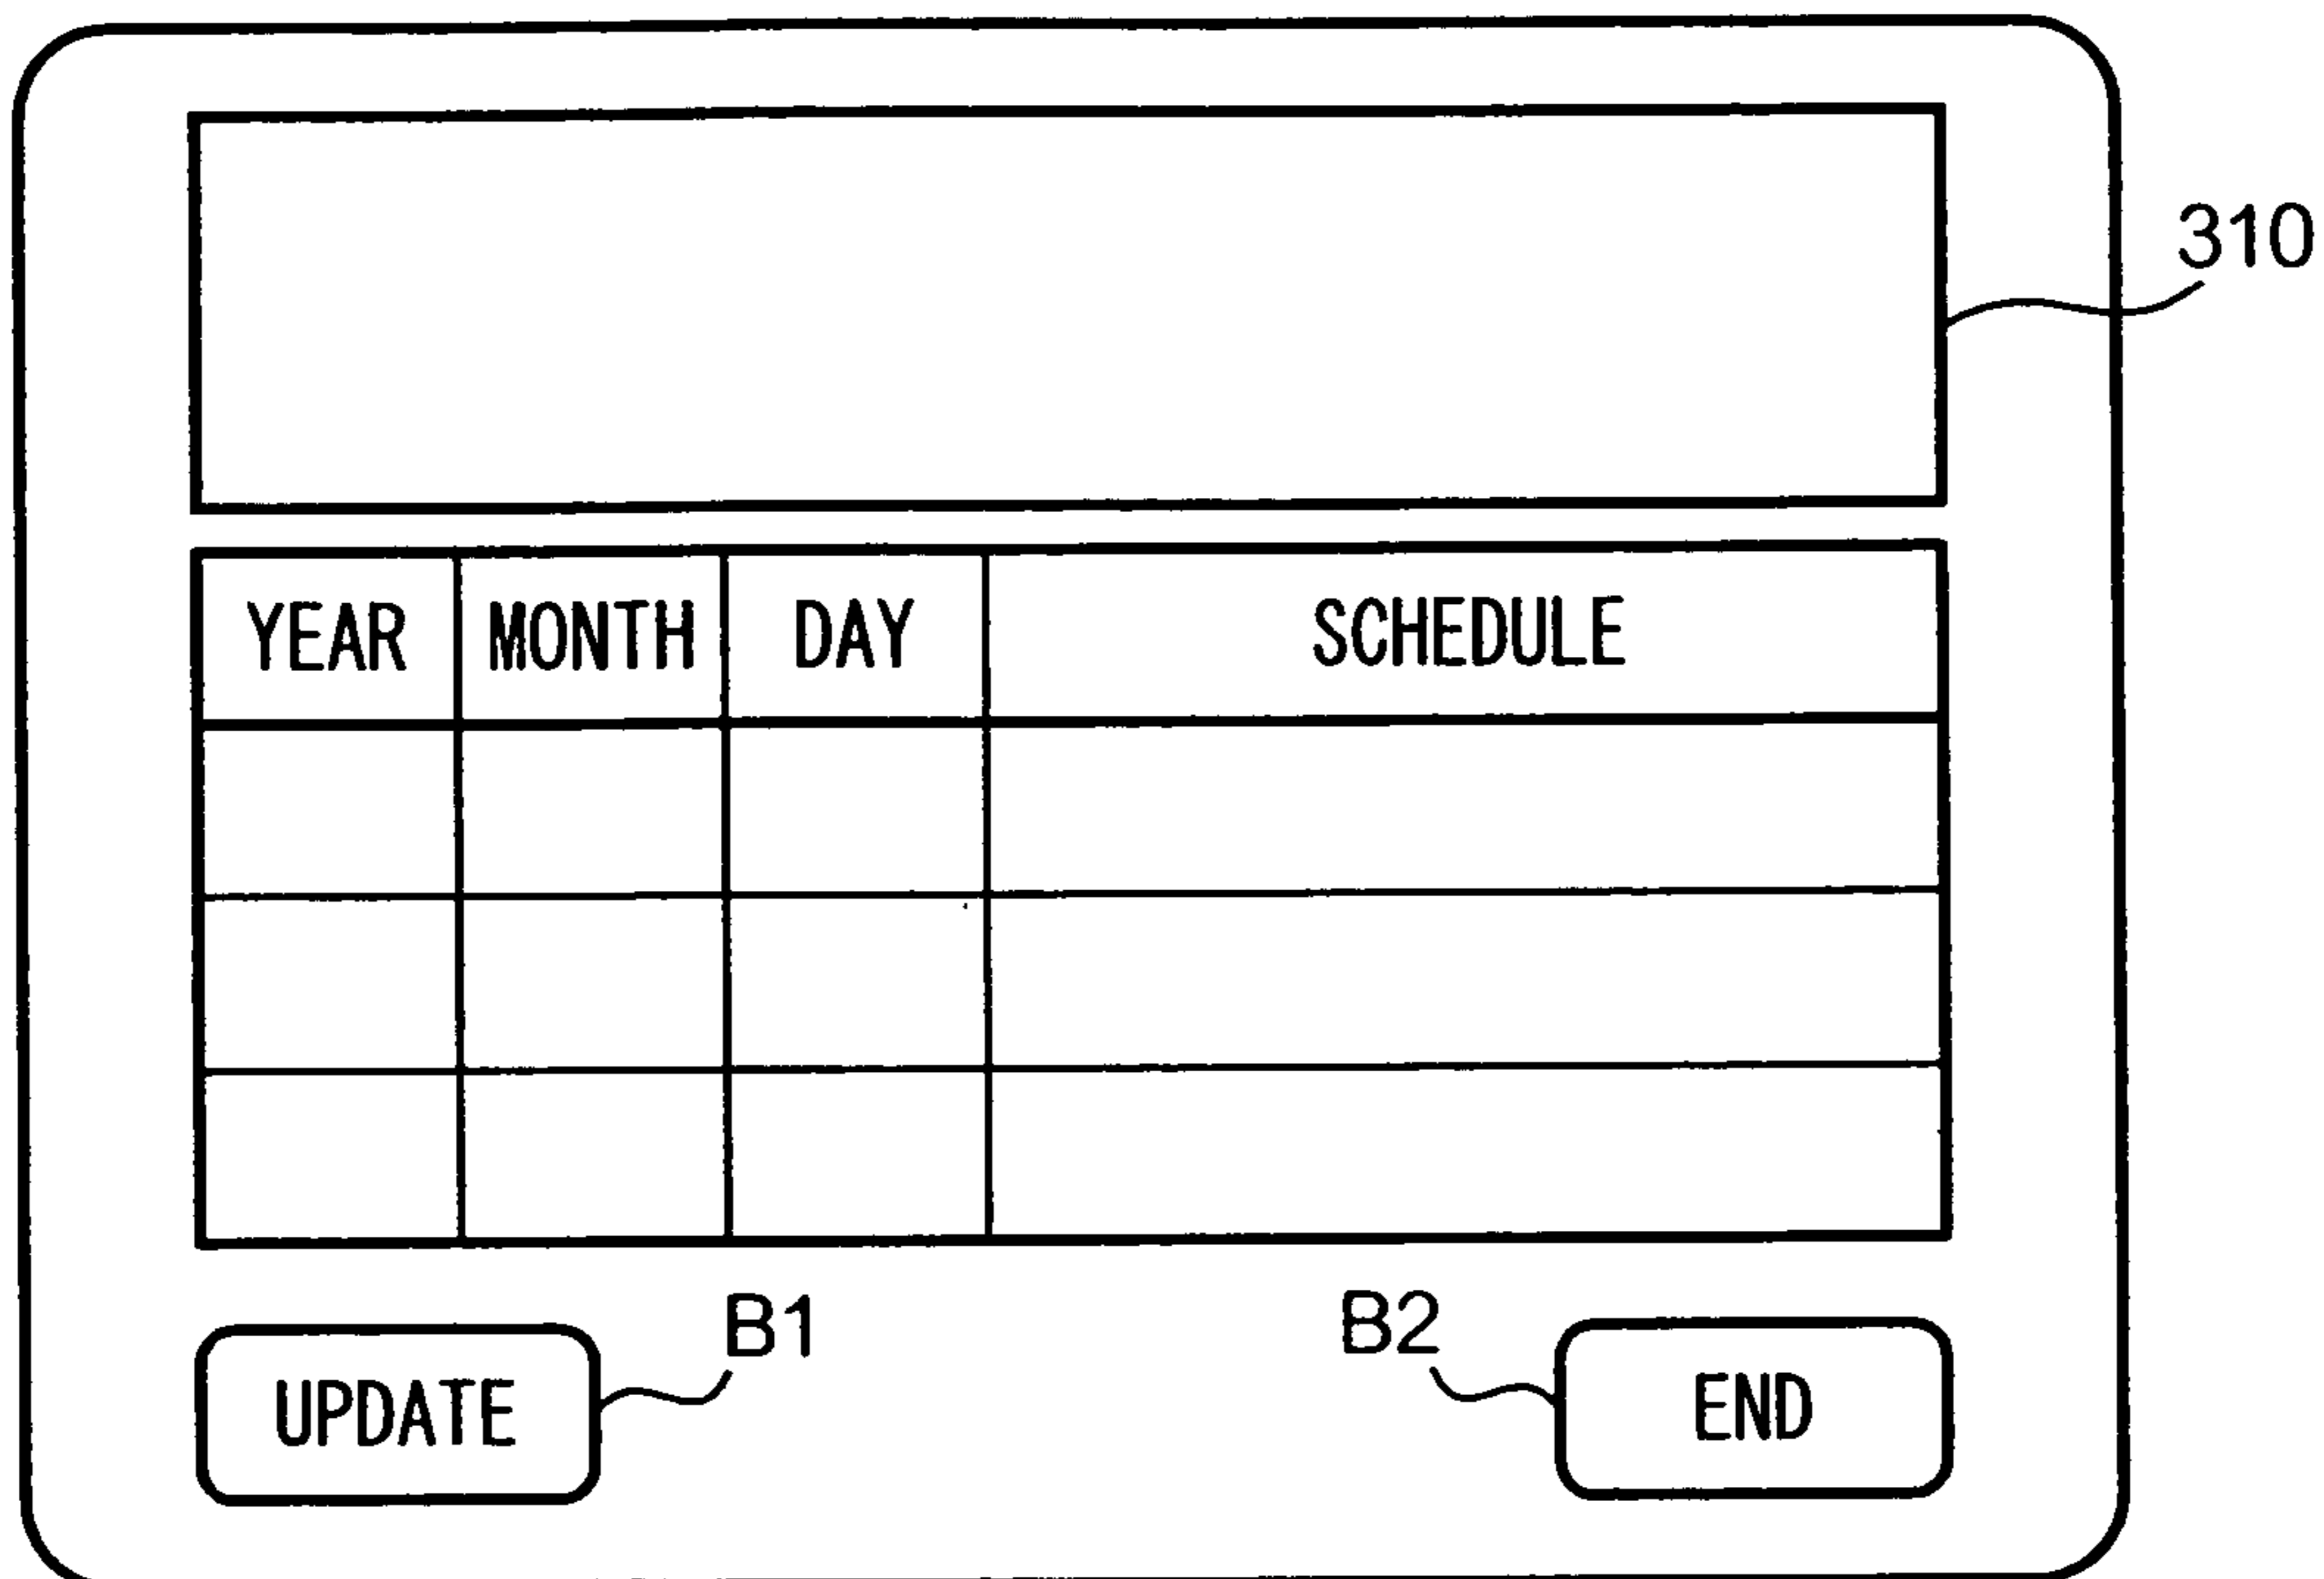 310
YEAR MONTH DAY SCHEDULE
B1 B2
UPDATE END